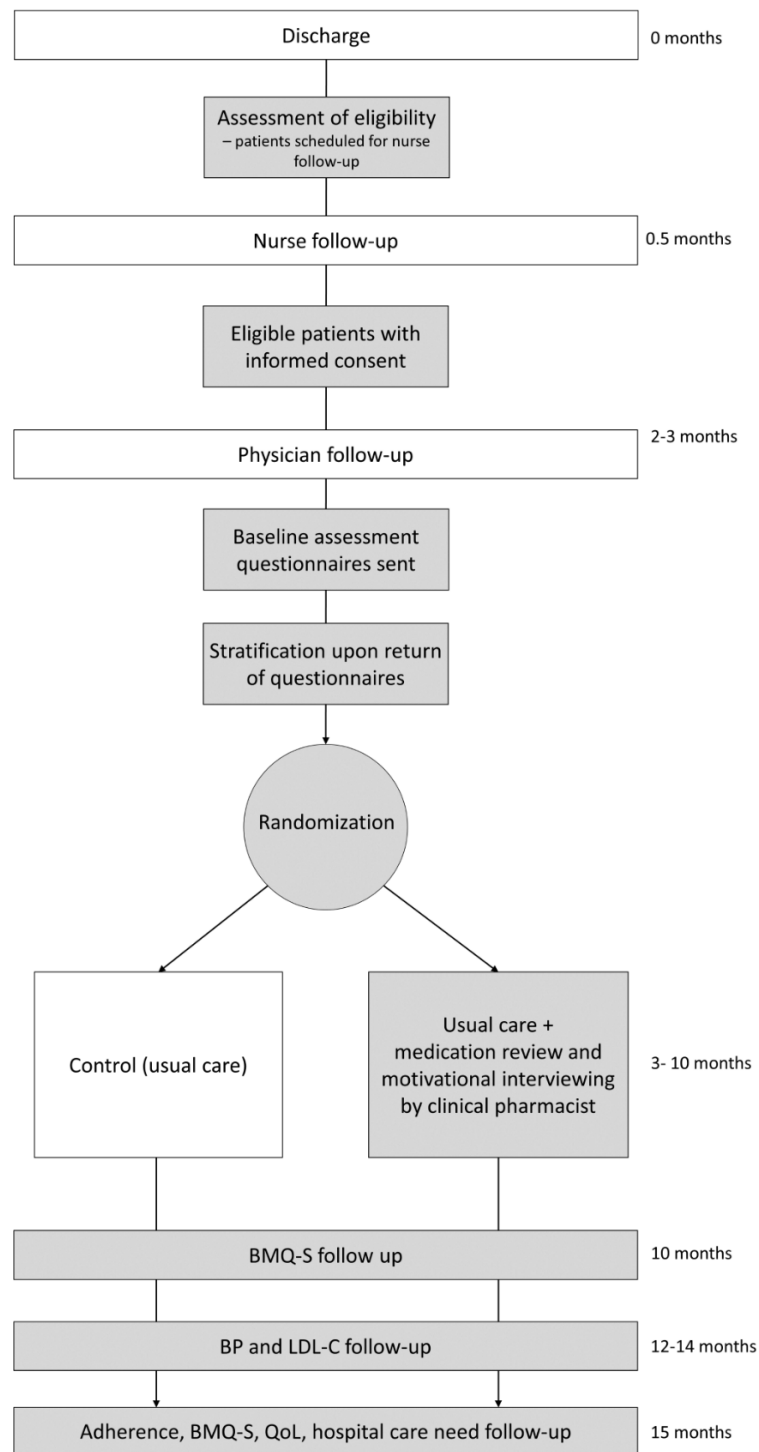 Discharge
0 months
Assessment of eligibility
– patients scheduled for nurse
follow-up
Nurse follow-up
0.5 months
Eligible patients with
informed consent
2-3 months
Physician follow-up
Baseline assessment
questionnaires sent
Stratification upon return
of questionnaires
Randomization
Control (usual care)
Usual care +
medication review and
motivational interviewing
by clinical pharmacist
3- 10 months
BMQ-S follow up
10 months
BP and LDL-C follow-up
12-14 months
Adherence, BMQ-S, QoL, hospital care need follow-up
15 months